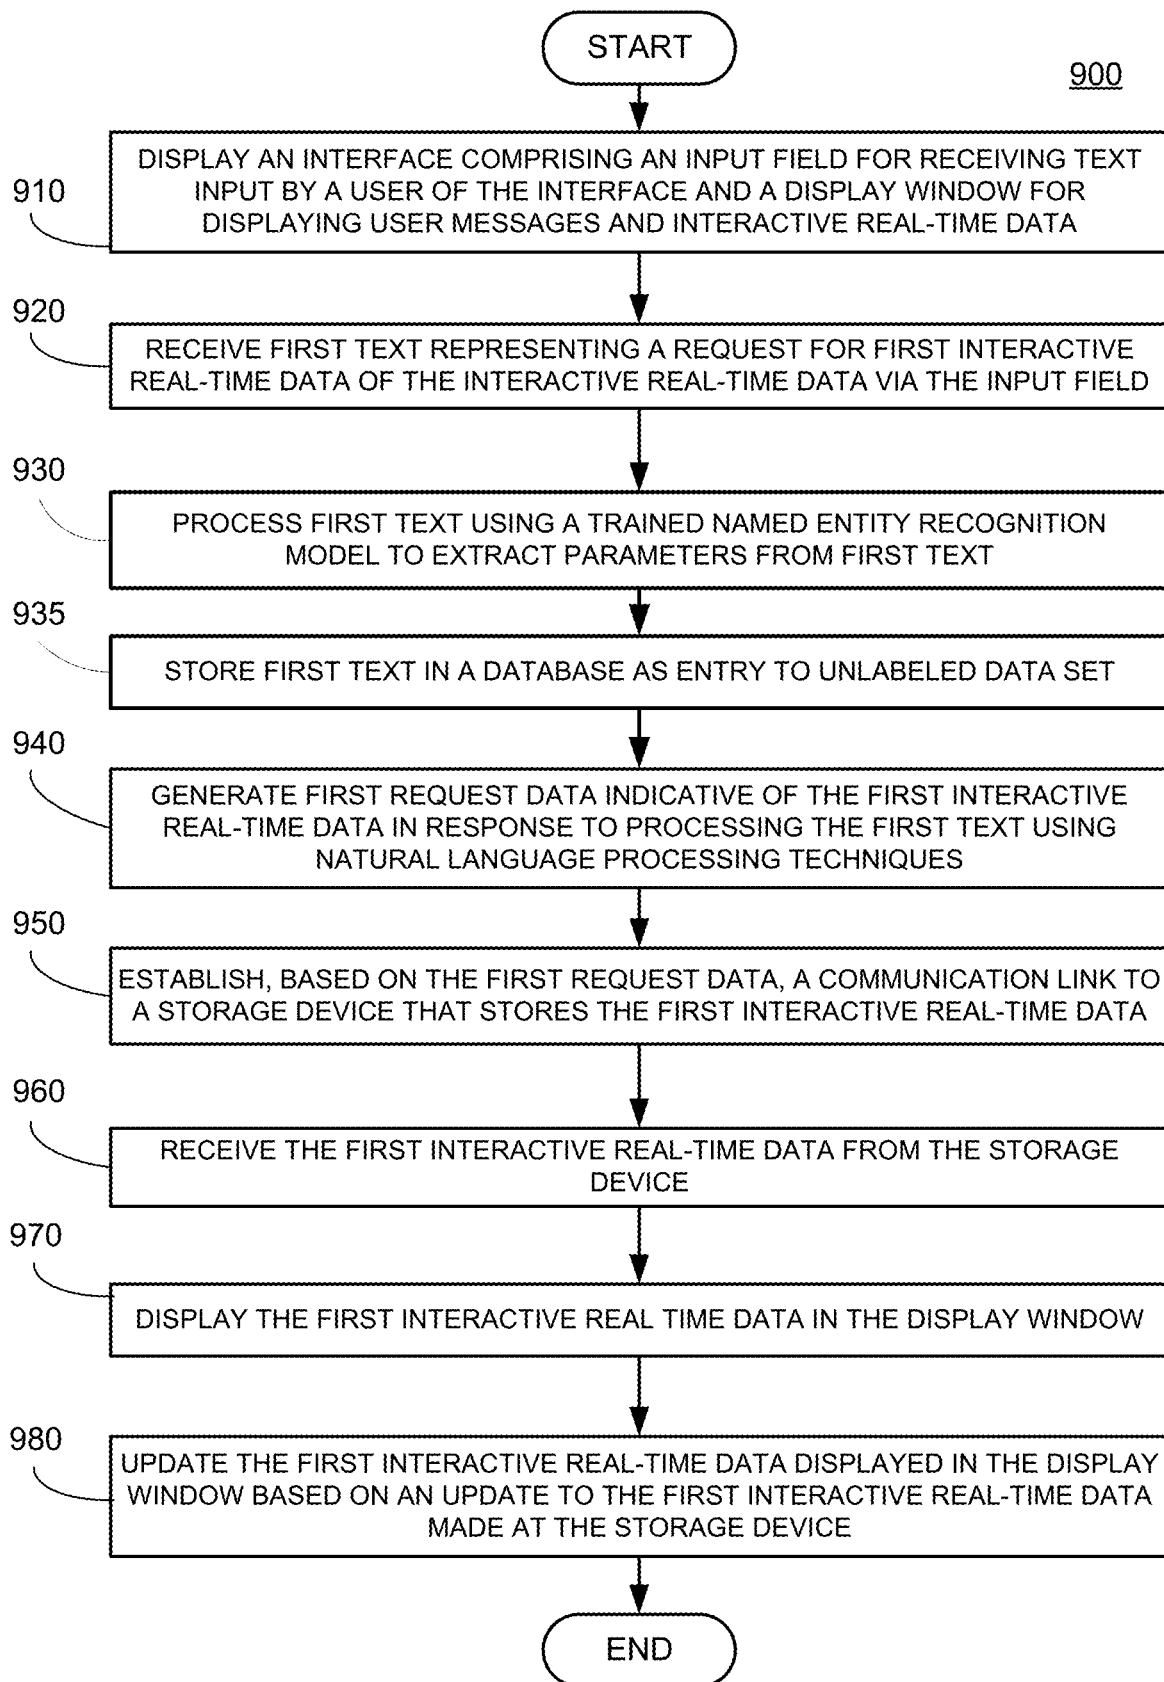 START
900
910
DISPLAY AN INTERFACE COMPRISING AN INPUT FIELD FOR RECEIVING TEXT
INPUT BY A USER OF THE INTERFACE AND A DISPLAY WINDOW FOR
DISPLAYING USER MESSAGES AND INTERACTIVE REAL-TIME DATA
920
RECEIVE FIRST TEXT REPRESENTING A REQUEST FOR FIRST INTERACTIVE
REAL-TIME DATA OF THE INTERACTIVE REAL-TIME DATA VIA THE INPUT FIELD
930
PROCESS FIRST TEXT USING A TRAINED NAMED ENTITY RECOGNITION
MODEL TO EXTRACT PARAMETERS FROM FIRST TEXT
935
STORE FIRST TEXT IN A DATABASE AS ENTRY TO UNLABELED DATA SET
940
GENERATE FIRST REQUEST DATA INDICATIVE OF THE FIRST INTERACTIVE
REAL-TIME DATA IN RESPONSE TO PROCESSING THE FIRST TEXT USING
NATURAL LANGUAGE PROCESSING TECHNIQUES
950
ESTABLISH, BASED ON THE FIRST REQUEST DATA, A COMMUNICATION LINK TO
A STORAGE DEVICE THAT STORES THE FIRST INTERACTIVE REAL-TIME DATA
960
RECEIVE THE FIRST INTERACTIVE REAL-TIME DATA FROM THE STORAGE
DEVICE
970
DISPLAY THE FIRST INTERACTIVE REAL TIME DATA IN THE DISPLAY WINDOW
980
UPDATE THE FIRST INTERACTIVE REAL-TIME DATA DISPLAYED IN THE DISPLAY
WINDOW BASED ON AN UPDATE TO THE FIRST INTERACTIVE REAL-TIME DATA
MADE AT THE STORAGE DEVICE
END